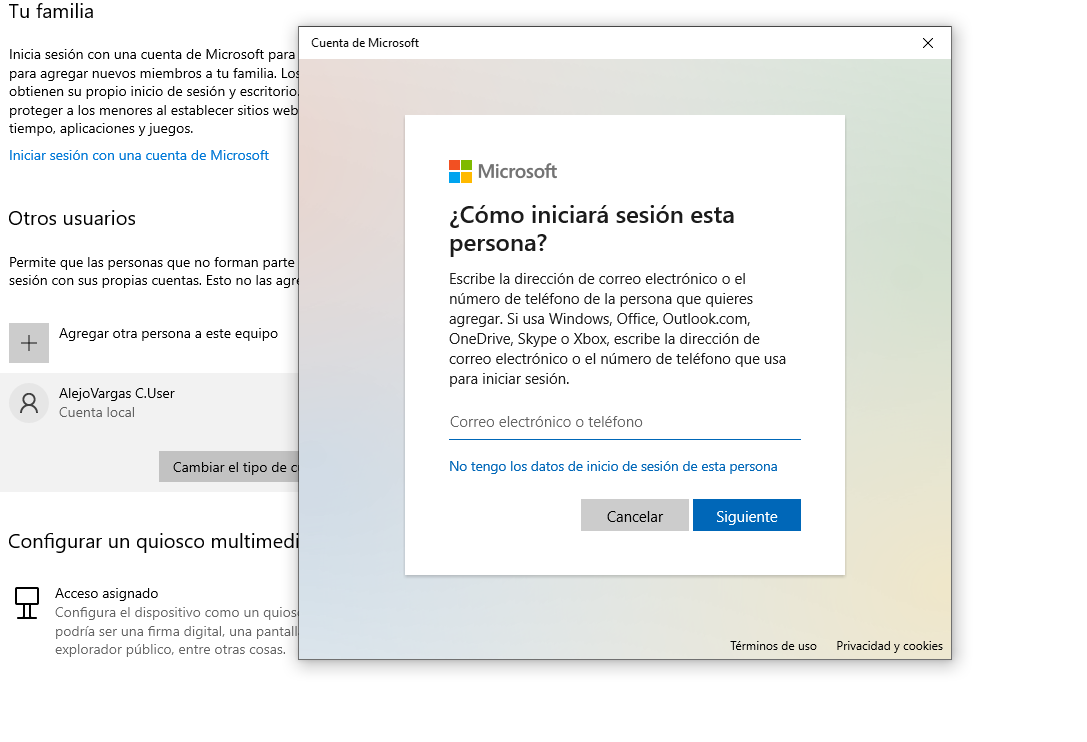 Tu familia
Inicia sesión con una cuenta de Microsoft para
para agregar nuevos miembros a tu familia. Los
obtienen su propio inicio de sesión y escritorio.
proteger a los menores al establecer sitios web
tiempo, aplicaciones y juegos.
Iniciar sesión con una cuenta de Microsoft
Otros usuarios
Permite que las personas que no forman parte
sesión con sus propias cuentas. Esto no las agre
Agregar otra persona a este equipo
AlejoVargas C.User
Cuenta local
Cambiar el tipo de c
Configurar un quiosco multimedi
Acceso asignado
Configura el dispositivo como un quios
podría ser una firma digital, una pantall
explorador público, entre otras cosas.
Cuenta de Microsoft
Microsoft
¿Cómo iniciará sesión esta
persona?
Escribe la dirección de correo electrónico o el
número de teléfono de la persona que quieres
agregar. Si usa Windows, Office, Outlook.com,
OneDrive, Skype o Xbox, escribe la dirección de
correo electrónico o el número de teléfono que usa
para iniciar sesión.
Correo electrónico o teléfono
No tengo los datos de inicio de sesión de esta persona
Cancelar
Siguiente
Términos de uso
Privacidad y cookies